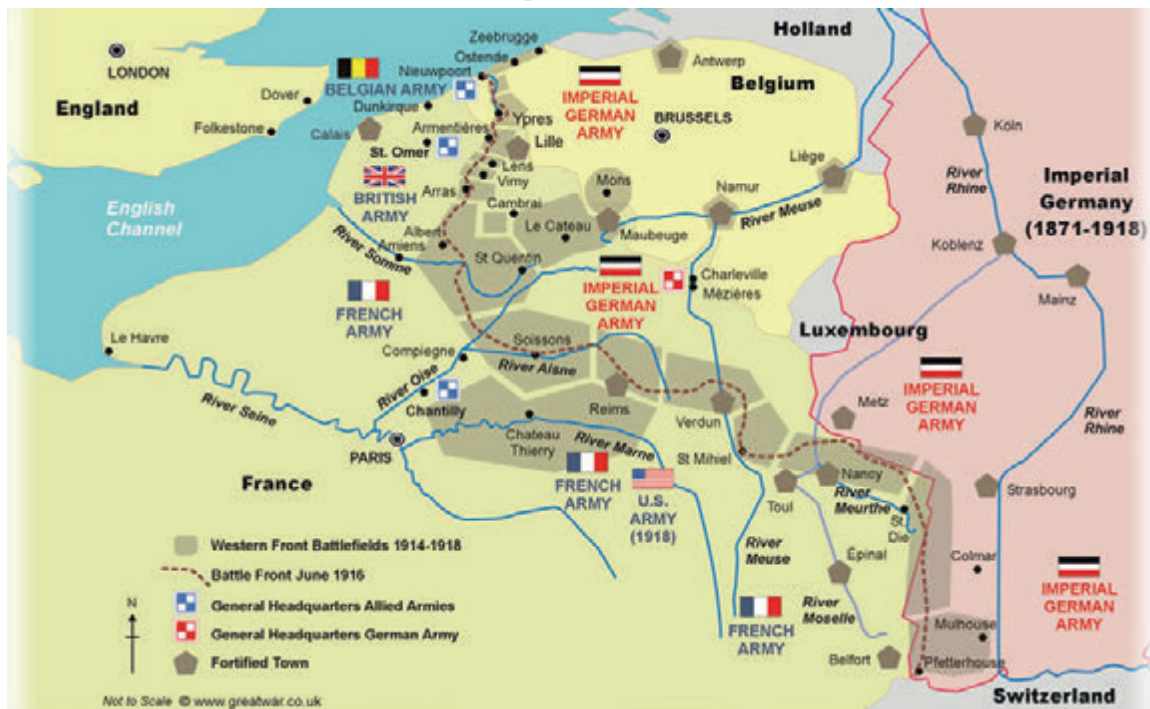 Holland
Zeebrugge
LONDON
Ostende
Antwerp
Nieuwpoort
Belgium
England
BELGIAN ARMY
IMPERIAL
GERMAN
ARMY
Dover
Dunkirque
Ypres
BRUSSELS
Köln
Folkestone
Calais
Armentières
Lille
St. Omer
Liège
Lens
Vimy
River
Rhine
Imperial
Germany
(1871-1918)
BRITISH
ARMY
Arras
Mons
Namur
English
Channel
Cambrai
River Meuse
Albert
Le Cateau
Maubeuge
Koblenz
Amiens
River Somme
St Quentin
Charleville
Mézières
Mainz
IMPERIAL
GERMAN
ARMY
FRENCH
ARMY
Luxembourg
Le Havre
Soissons
Compiegne
River Aisne
River Oise
IMPERIAL
GERMAN
ARMY
River Seine
Chantilly
Reims
Verdun
Metz
River
Rhine
PARIS
Chateau
Thierry
River Marne
St Mihiel
France
FRENCH
ARMY
U.S.
ARMY
(1918)
Nancy
Toul
River
Meurthe
Strasbourg
St.
Die
Western Front Battlefields 1914-1918
River
Meuse
Épinal
Colmar
Battle Front June 1916
IMPERIAL
GERMAN
ARMY
N
General Headquarters Allied Armies
River
Moselle
General Headquarters German Army
FRENCH
ARMY
Mulhouse
Fortified Town
Belfort
Pfetterhouse
Switzerland
Not to Scale © www.greatwar.co.uk